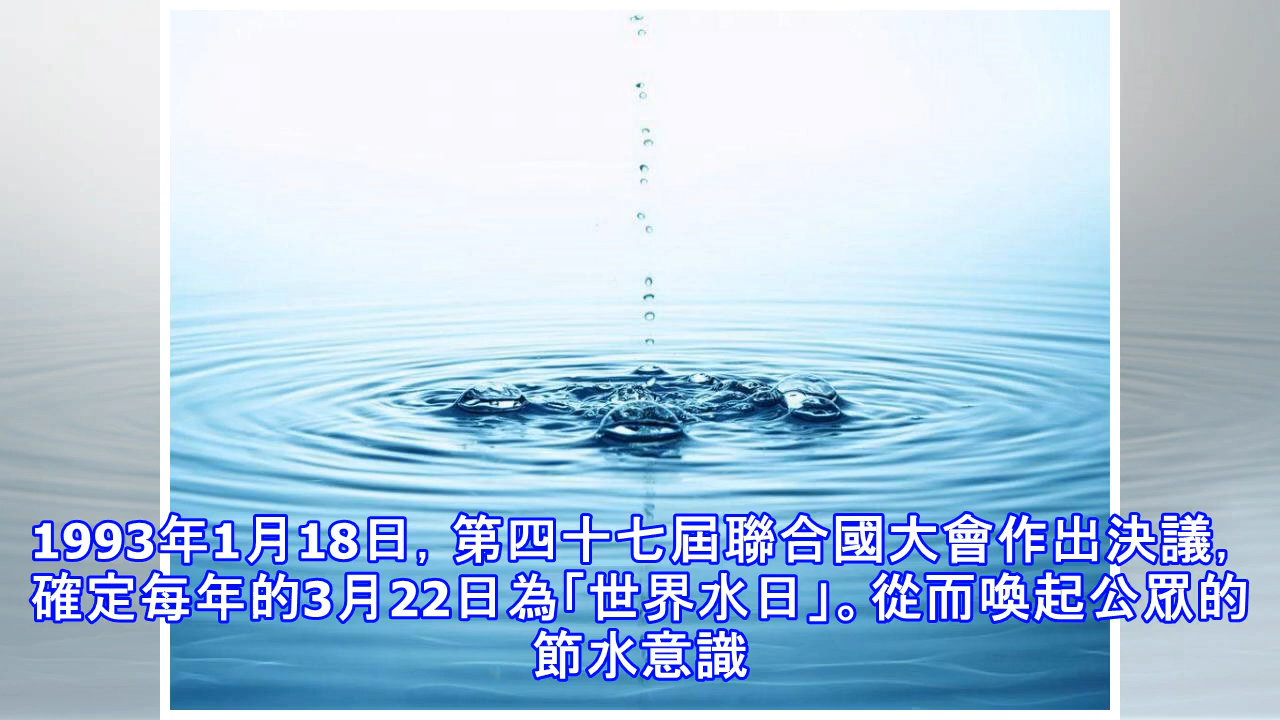 1993年1月18日，第四十七屆聯合國大會作出決議，
確定每年的3月22日為「世界水日」。從而喚起公眾的
節水意識